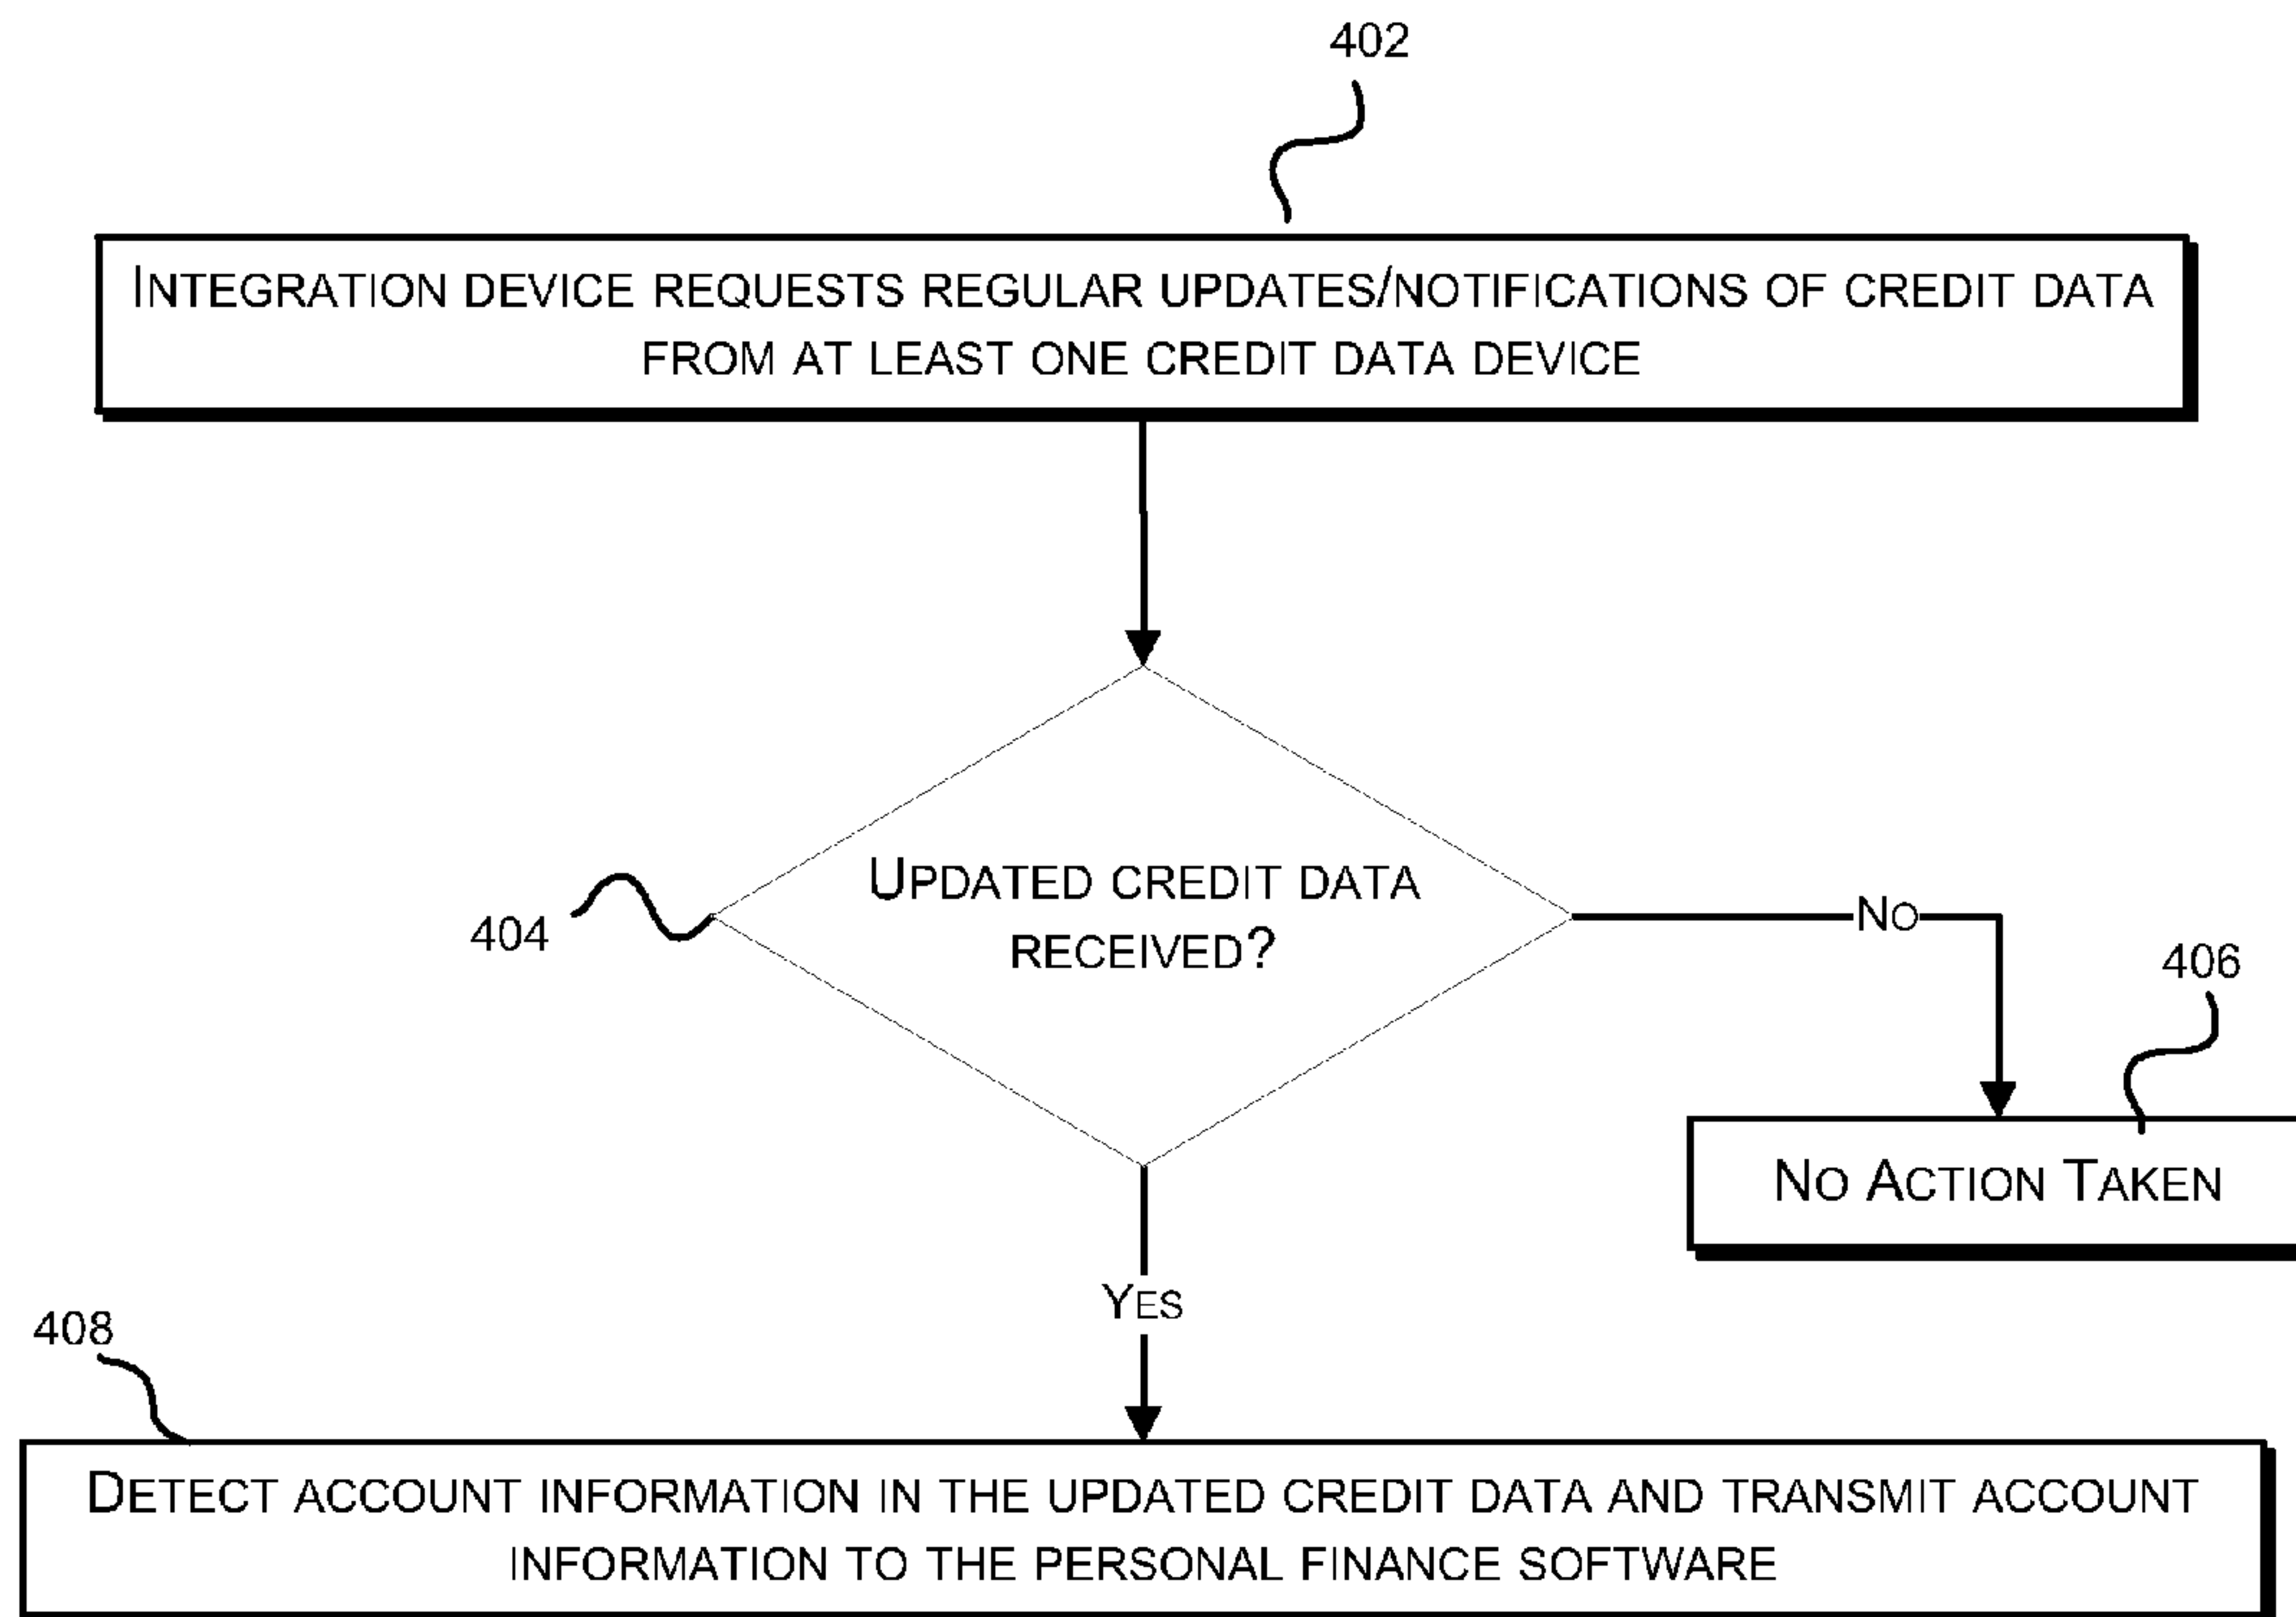 402
INTEGRATION DEVICE REQUESTS REGULAR UPDATES/NOTIFICATIONS OF CREDIT DATA
FROM AT LEAST ONE CREDIT DATA DEVICE
UPDATED CREDIT DATA
RECEIVED?
404
NO
406
NO ACTION TAKEN
YES
408
DETECT ACCOUNT INFORMATION IN THE UPDATED CREDIT DATA AND TRANSMIT ACCOUNT
INFORMATION TO THE PERSONAL FINANCE SOFTWARE